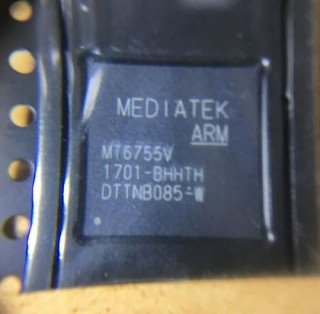 MEDIATEK
ARM
MT6755V
1701-BHHTH
DTTNB085-W